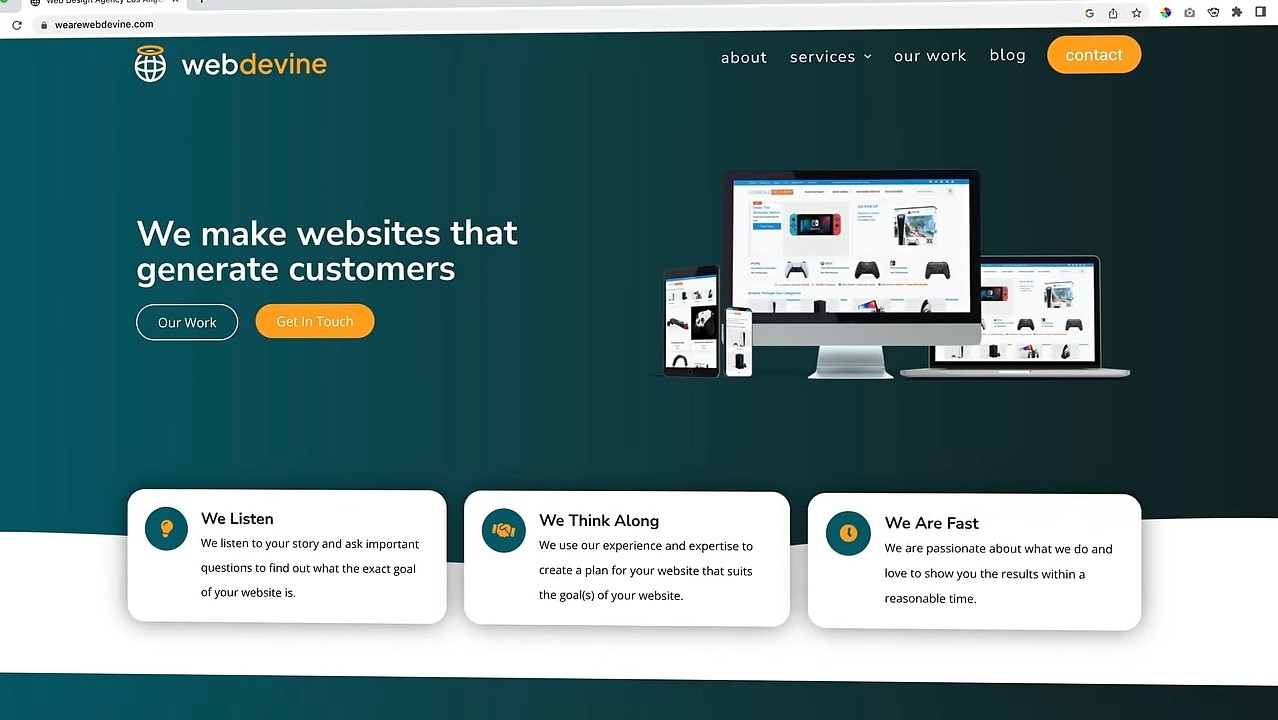 Web Design Agency Los Ange
wearewebdevine.com
webdevine
about services our work blog contact
We make websites that
generate customers
Our Work Get In Touch
We Listen
We listen to your story and ask important
questions to find out what the exact goal
of your website is.
We Think Along
We use our experience and expertise to
create a plan for your website that suits
the goal(s) of your website.
We Are Fast
We are passionate about what we do and
love to show you the results within a
reasonable time.